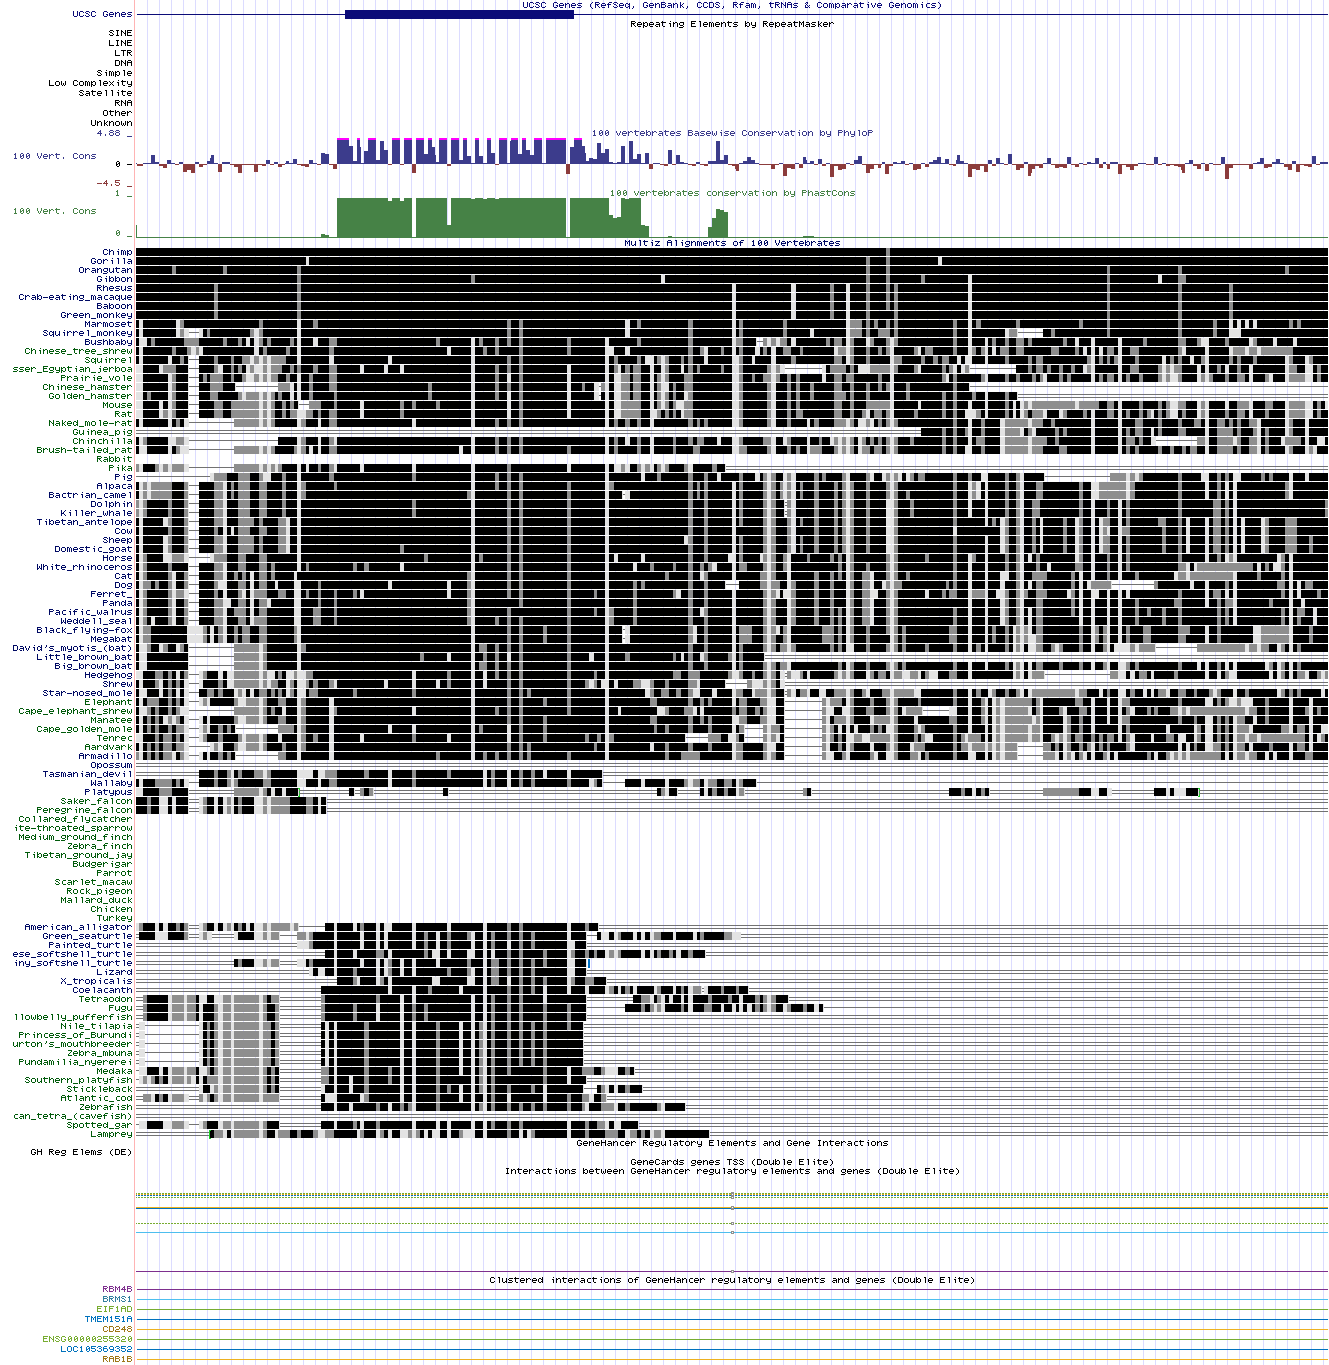 UCSC Genes (RefSeq, GenBank, CCDS, Rfam, tRNAs & Comparative Genomics)
UCSC Genes
Repeating Elements by RepeatMasker
SINE
LINE
LTR
DNA
Simple
Low Complexity
Satellite
RNA
Other
Unknown
4.88 _
100 vertebrates Basewise Conservation by PhyloP
100 Vert. Cons
0 -
-4.5 _
1 _
100 vertebrates conservation by PhastCons
100 Vert. Cons
0 _
Multiz Alignments of 100 Vertebrates
Chimp
Gorilla
Orangutan
Gibbon
Rhesus
Crab-eating_macaque
Baboon
Green_monkey
Marmoset
Squirrel_monkey
Bushbaby
Chinese_tree_shrew
Squirrel
sser_Egyptian_jerboa
Prairie_vole
Chinese_hamster
Golden_hamster
Mouse
Rat
Naked_mole-rat
Guinea_pig
Chinchilla
Brush-tailed_rat
Rabbit
Pika
Pig
Alpaca
Bactrian_camel
Dolphin
Killer_whale
Tibetan_antelope
Cow
Sheep
Domestic_goat
Horse
White_rhinoceros
Cat
Dog
Ferret_
Panda
Pacific_walrus
Weddell_seal
Black_flying-fox
Megabat
David's_myotis_(bat)
Little_brown_bat
Big_brown_bat
Hedgehog
Shrew
Star-nosed_mole
Elephant
Cape_elephant_shrew
Manatee
Cape_golden_mole
Tenrec
Aardvark
Armadillo
Opossum
Tasmanian_devil
Wallaby
Platypus
Saker_falcon
Peregrine_falcon
Collared_flycatcher
ite-throated_sparrow
Medium_ground_finch
Zebra_finch
Tibetan_ground_jay
Budgerigar
Parrot
Scarlet_macaw
Rock_pigeon
Mallard_duck
Chicken
Turkey
American_alligator
Green_seaturtle
Painted_turtle
ese_softshell_turtle
iny_softshell_turtle
Lizard
X_tropicalis
Coelacanth
Tetraodon
Fugu
llowbelly_pufferfish
Nile_tilapia
Princess_of_Burundi
urton's_mouthbreeder
Zebra_mbuna
Pundamilia_nyererei
Medaka
Southern_platyfish
Stickleback
Atlantic_cod
Zebrafish
can_tetra_(cavefish)
Spotted_gar
Lamprey
GeneHancer Regulatory Elements and Gene Interactions
GH Reg Elems (DE)
GeneCards genes TSS (Double Elite)
Interactions between GeneHancer regulatory elements and genes (Double Elite)
Clustered interactions of GeneHancer regulatory elements and genes (Double Elite)
RBM4B
BRMS1
EIF1AD
TMEM151A
CD248
ENSG00000255320
LOC105369352
RAB1B